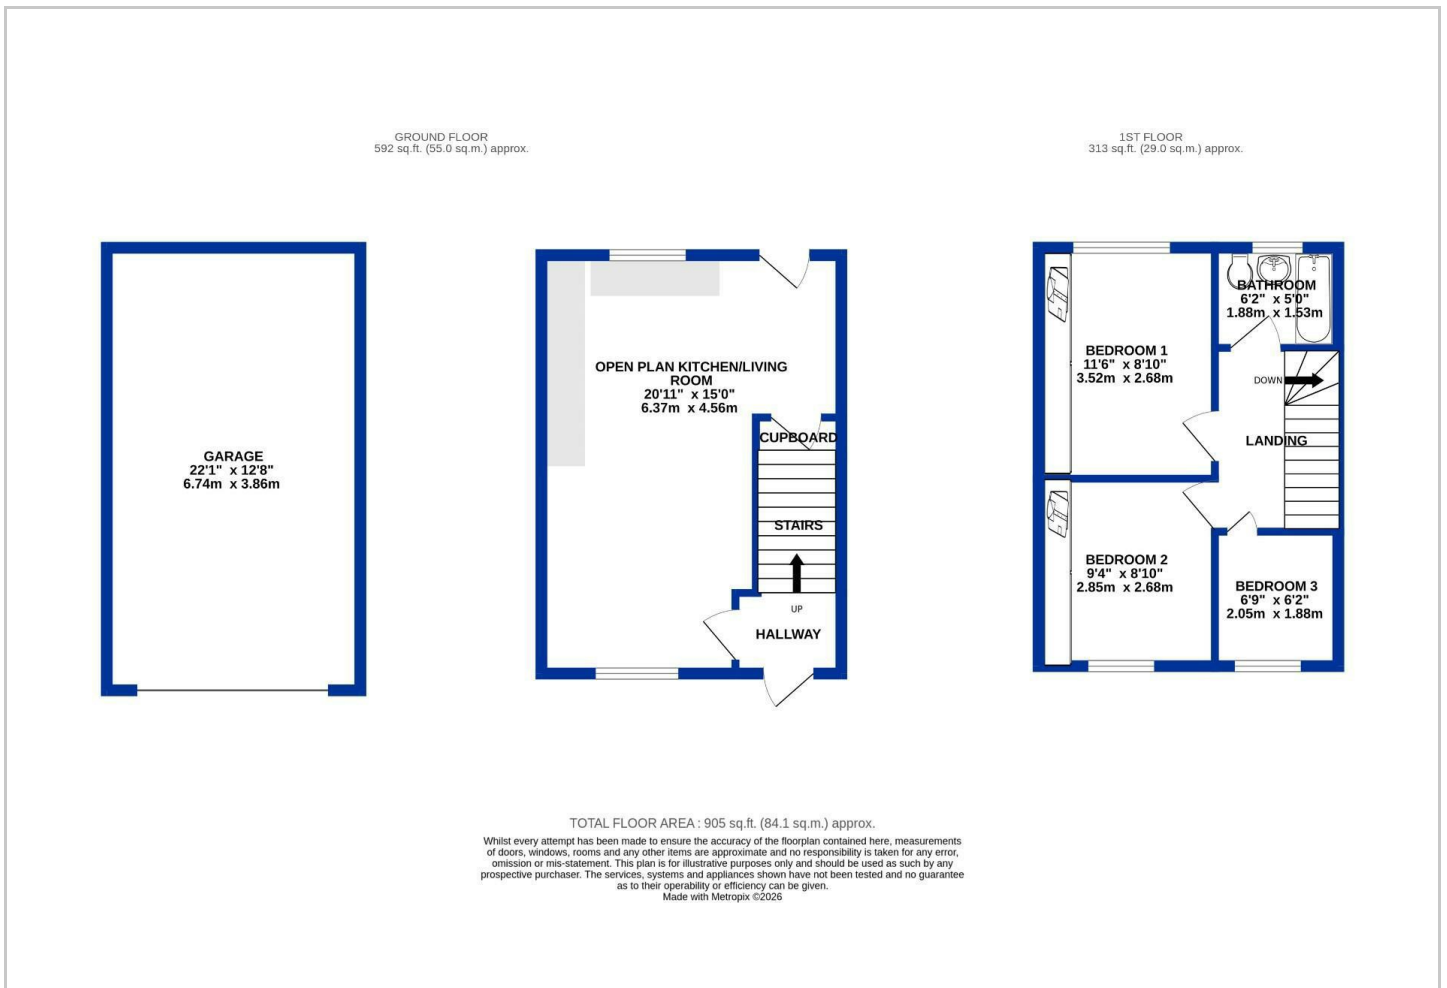 GROUND FLOOR
592 sq.ft. (55.0 sq.m.) approx.
1ST FLOOR
313 sq.ft. (29.0 sq.m.) approx.
GARAGE
22'1" x 12'8"
6.74m x 3.86m
OPEN PLAN KITCHEN/LIVING
ROOM
20'11" x 15'0"
6.37m x 4.56m
CUPBOARD
STAIRS
UP
HALLWAY
BEDROOM 1
11'6" x 8'10"
3.52m x 2.68m
BATHROOM
6'2" x 5'0"
1.88m x 1.53m
DOWN
LANDING
BEDROOM 2
9'4" x 8'10"
2.85m x 2.68m
BEDROOM 3
6'9" x 6'2"
2.05m x 1.88m
TOTAL FLOOR AREA : 905 sq.ft. (84.1 sq.m.) approx.
Whilst every attempt has been made to ensure the accuracy of the floorplan contained here, measurements
of doors, windows, rooms and any other items are approximate and no responsibility is taken for any error,
omission or mis-statement. This plan is for illustrative purposes only and should be used as such by any
prospective purchaser. The services, systems and appliances shown have not been tested and no guarantee
as to their operability or efficiency can be given.
Made with Metropix ©2026